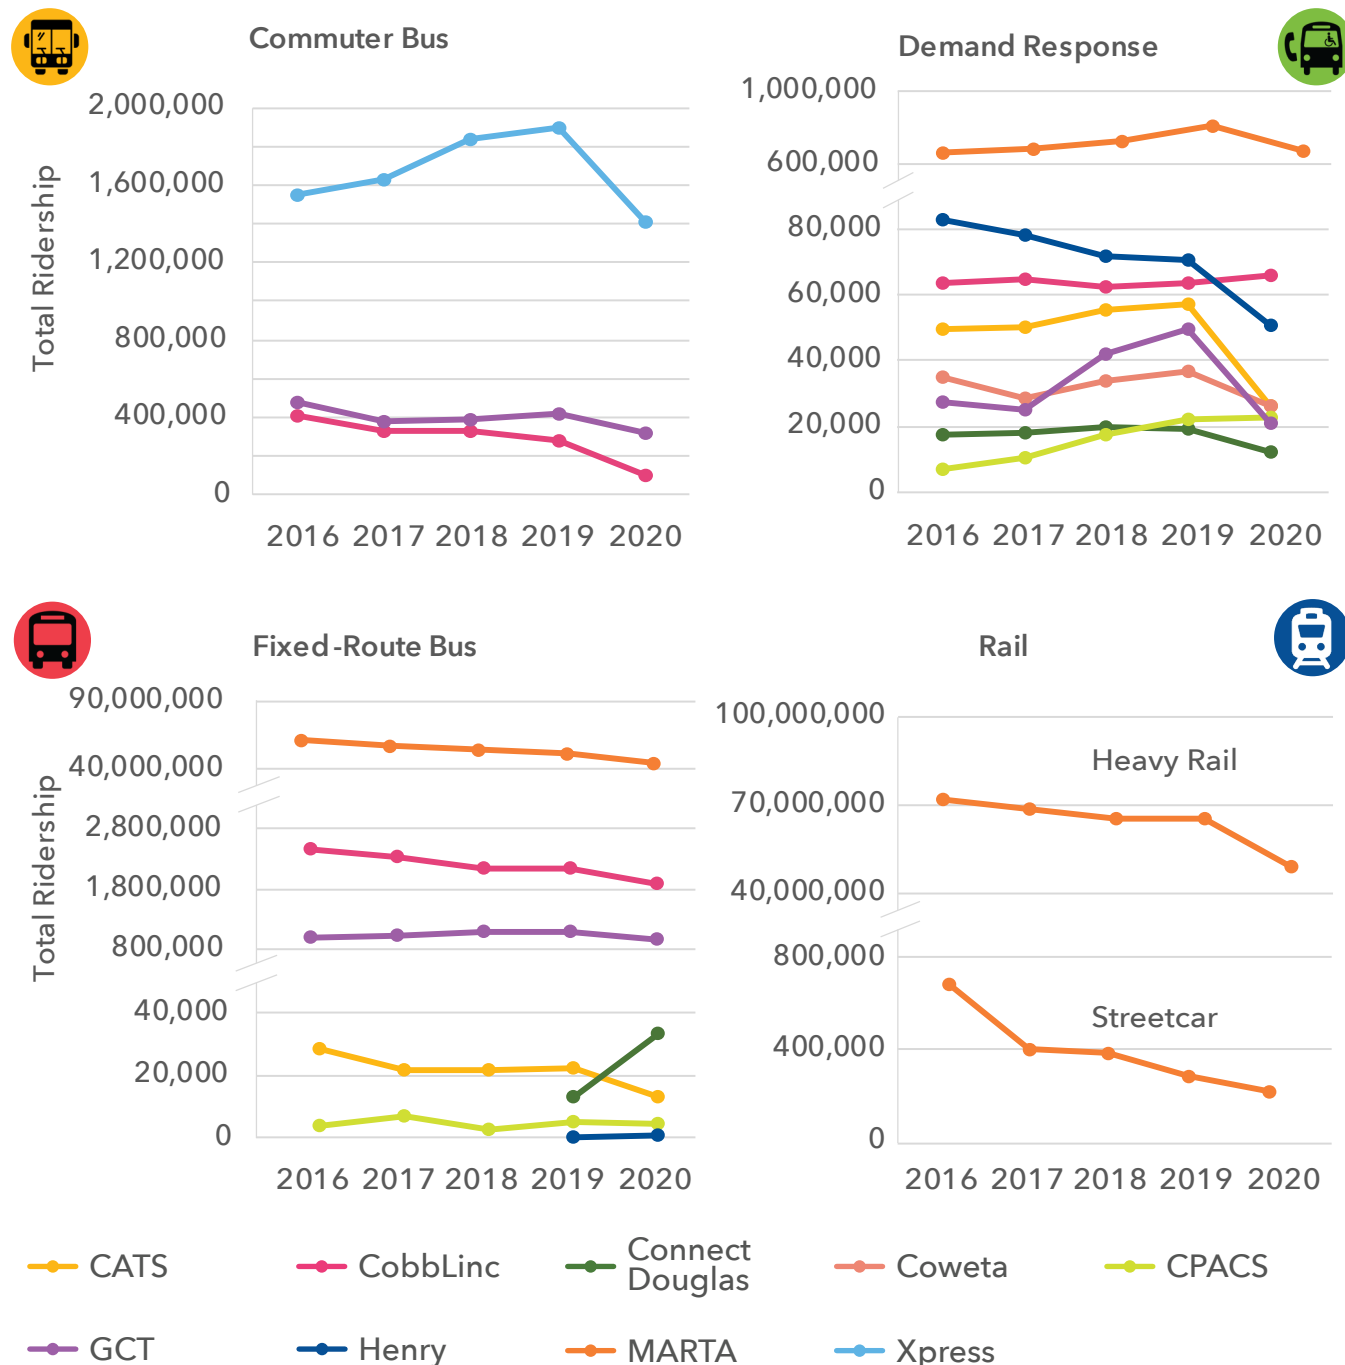 Commuter Bus
Total Ridership
2,000,000
1,600,000
1,200,000
800,000
400,000
0
2016 2017 2018 2019 2020
Demand Response
1,000,000
600,000
80,000
60,000
40,000
20,000
0
2016 2017 2018 2019 2020
Fixed-Route Bus
Total Ridership
90,000,000
40,000,000
2,800,000
1,800,000
800,000
40,000
20,000
0
2016 2017 2018 2019 2020
Rail
100,000,000
Heavy Rail
70,000,000
40,000,000
800,000
Streetcar
400,000
0
2016 2017 2018 2019 2020
CATS
CobbLinc
Connect
Douglas
Coweta
CPACS
GCT
Henry
MARTA
Xpress